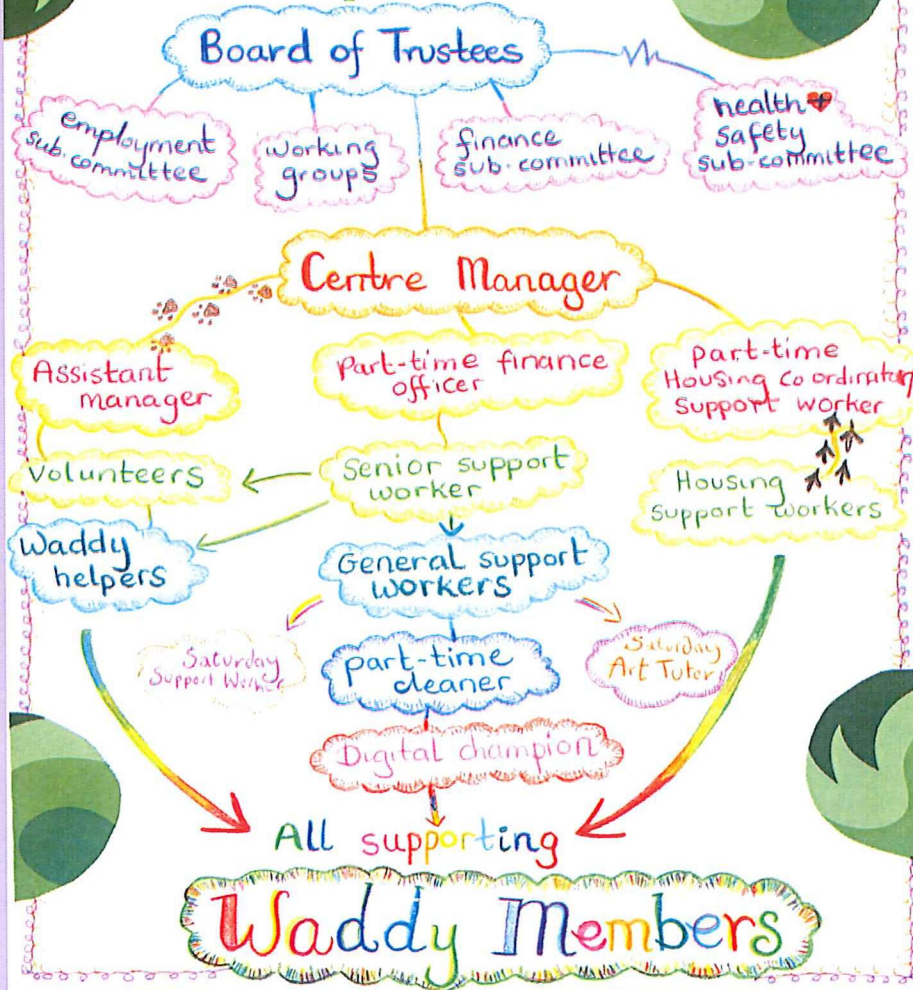 Board of Trustees
employment
sub.committee
working
groups
finance
sub-committee
health
safety
sub-committee
Centre Manager
Assistant
manager
Part-time finance
officer
part-time
Housing Coordinator
Support worker
Volunteers
Senior support
worker
Housing
support workers
Waddy
helpers
General support
workers
Saturday
Support Worker
part-time
cleaner
Saturday
Art Tutor
Digital champion
All supporting
Waddy Members